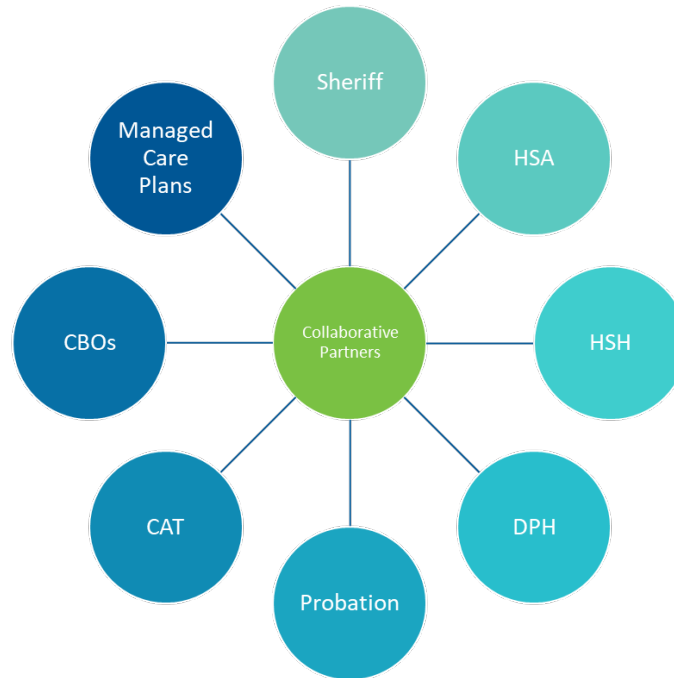 Sheriff
HSA
HSH
DPH
Probation
CAT
CBOs
Managed
Care
Plans
Collaborative
Partners